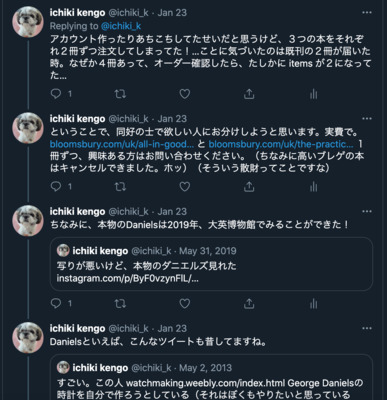 ichiki kengo @ichiki_k · Jan 23
Replying to @ichiki_k
アカウント作ったりあちこちしてたせいだと思うけど、３つの本をそれぞ
れ２冊ずつ注文してしまってた！...ことに気づいたのは既刊の２冊が届いた
時。なぜか４冊あって、オーダー確認したら、たしかに items が２になって
た...
1
ichiki kengo @ichiki_k · Jan 23
ということで、同好の士で欲しい人にお分けしようと思います。実費で。
bloomsbury.com/uk/all-in-good... と bloomsbury.com/uk/the-practic... １
冊ずつ、興味ある方はお問い合わせください。（ちなみに高いブレゲの本
はキャンセルできました。ホッ）（そういう散財ってことですな）
1
ichiki kengo @ichiki_k · Jan 23
ちなみに、本物のDanielsは2019年、大英博物館でみることができた！
ichiki kengo @ichiki_k · May 31, 2019
写りが悪いけど、本物のダニエルズ見れた
instagram.com/p/ByF0vzynFlL/...
1
ichiki kengo @ichiki_k · Jan 23
Danielsといえば、こんなツイートも昔してますね。
ichiki kengo @ichiki_k · May 2, 2013
すごい。この人 watchmaking.weebly.com/index.html George Danielsの
時計を自分で作ろうとしている（それはぼくもやりたいと思っている